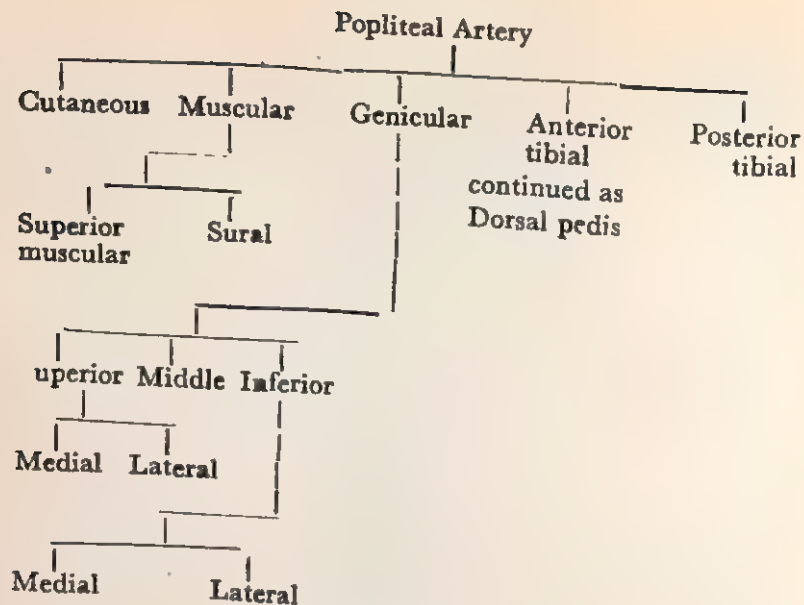 Popliteal Artery
Cutaneous Muscular Genicular Anterior tibial continued as Dorsal pedis Posterior tibial
Superior muscular Sural
uperior Middle Inferior
Medial Lateral
Medial Lateral